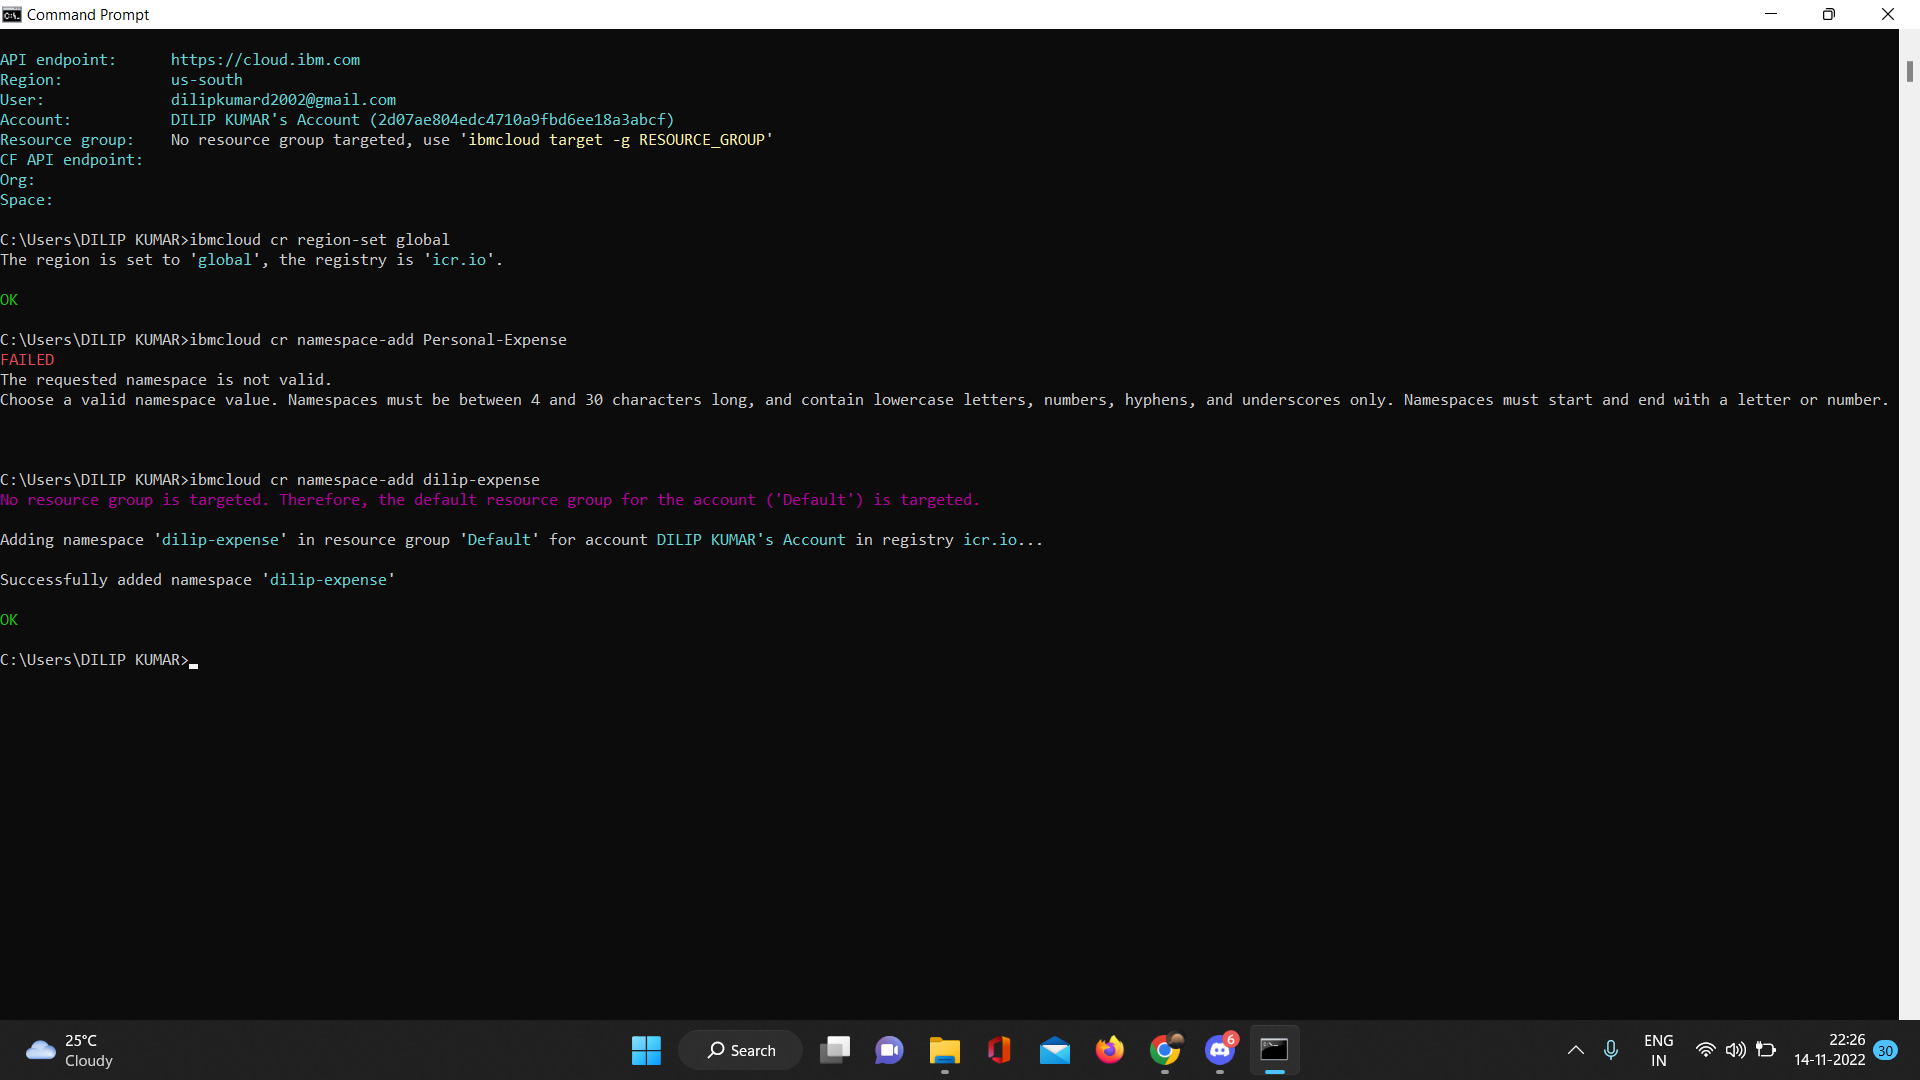 Command Prompt
API endpoint: https://cloud.ibm.com
Region: us-south
User: dilipkumard2002@gmail.com
Account: DILIP KUMAR's Account (2d07ae804edc4710a9fbd6ee18a3abcf)
Resource group: No resource group targeted, use 'ibmcloud target -g RESOURCE_GROUP'
CF API endpoint:
Org:
Space:
C:\Users\DILIP KUMAR>ibmcloud cr region-set global
The region is set to 'global', the registry is 'icr.io'.
OK
C:\Users\DILIP KUMAR>ibmcloud cr namespace-add Personal-Expense
FAILED
The requested namespace is not valid.
Choose a valid namespace value. Namespaces must be between 4 and 30 characters long, and contain lowercase letters, numbers, hyphens, and underscores only. Namespaces must start and end with a letter or number.
C:\Users\DILIP KUMAR>ibmcloud cr namespace-add dilip-expense
No resource group is targeted. Therefore, the default resource group for the account ('Default') is targeted.
Adding namespace 'dilip-expense' in resource group 'Default' for account DILIP KUMAR's Account in registry icr.io...
Successfully added namespace 'dilip-expense'
OK
C:\Users\DILIP KUMAR>
25°C
Cloudy
Search
6
ENG
IN
22:26
14-11-2022
30